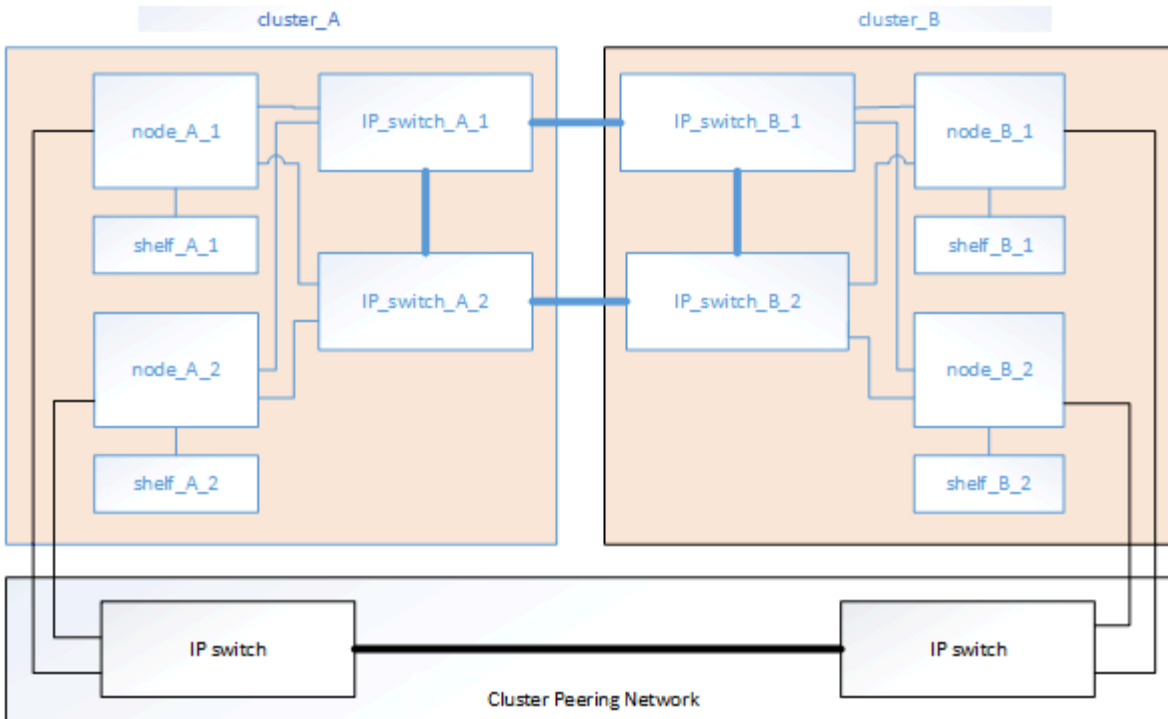 cluster_A
cluster_B
node_A_1
IP_switch_A_1
IP_switch_B_1
node_B_1
shelf_A_1
shelf_B_1
IP_switch_A_2
IP_switch_B_2
node_A_2
node_B_2
shelf_A_2
shelf_B_2
IP switch
IP switch
Cluster Peering Network